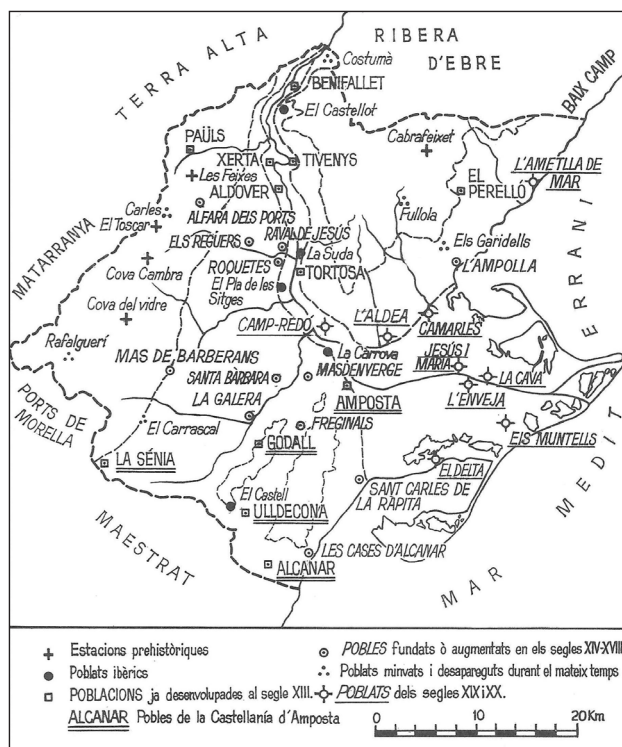 TERRA ALTA
RIBERA
D'EBRE
BAIX CAMP
Costumà
BENIFALLET
El Castellot
PAÜLS
Cabrafeixet
XERTA
TIVENYS
L'AMETLLA DE
MAR
Les Feixes
EL
PERELLÓ
ALDOVER
Carles
El Toscar
ALFARA DELS PORTS
Fullola
MATARRANYA
RAVAL DE JESÚS
ELS REGUERS
Els Garidells
La Suda
ROQUETES
TORTOSA
L'AMPOLLA
Cova Cambra
El Pla de les
Sitges
Cova del vidre
L'ALDEA
CAMP-REDÓ
CAMARLES
Rafalguerí
La Carrova
JESÚS I
MARIA
MAS DE BARBERANS
MASDENVERGE
LA CAVA
SANTA BÀRBARA
AMPOSTA
L'ENVEJA
PORTS DE
MORELLA
LA GALERA
El Carrascal
FREGINALS
ELS MUNTELLS
GODALL
LA SÉNIA
EL DELTA
SANT CARLES DE
LA RÀPITA
El Castell
ULLDECONA
MAESTRAT
LES CASES D'ALCANAR
ALCANAR
MAR MEDITERRANI
Estacions prehistòriques
Poblats ibèrics
POBLACIONS ja desenvolupades al segle XIII.
ALCANAR Pobles de la Castellanía d'Amposta
POBLES fundats ò augmentats en els segles XIV-XVIII
Poblats minvats i desapareguts durant el mateix temps
POBLATS dels segles XIX i XX.
0 10 20 Km